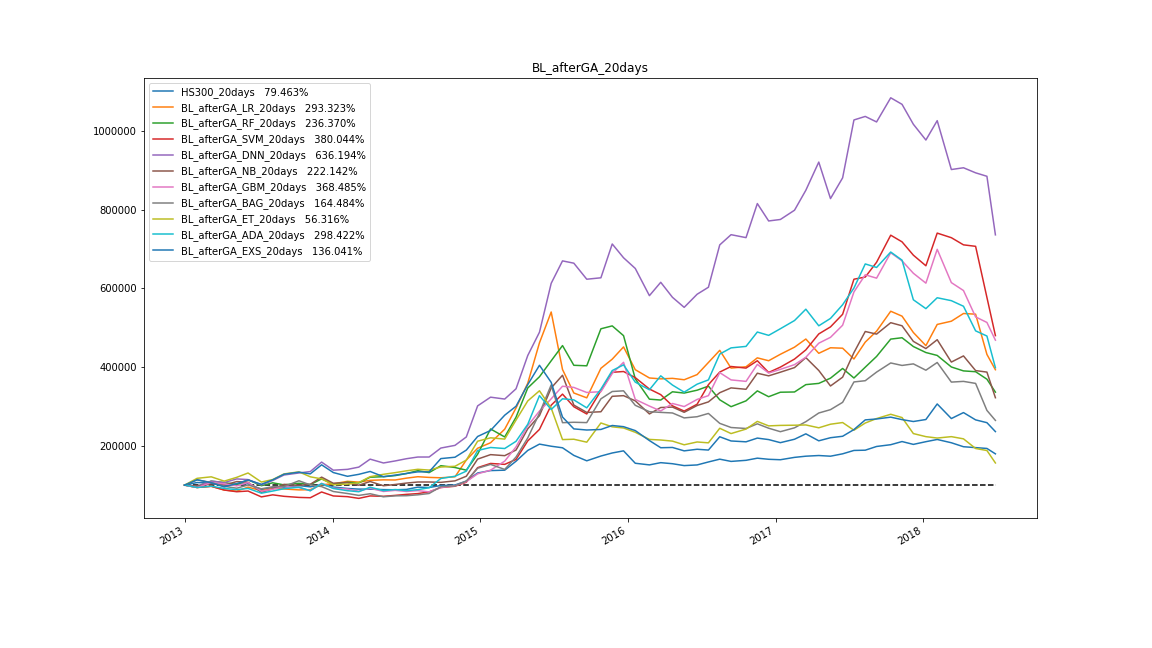 BL_afterGA_20days
HS300_20days 79.463%
BL_afterGA_LR_20days 293.323%
BL_afterGA_RF_20days 236.370%
BL_afterGA_SVM_20days 380.044%
BL_afterGA_DNN_20days 636.194%
BL_afterGA_NB_20days 222.142%
BL_afterGA_GBM_20days 368.485%
BL_afterGA_BAG_20days 164.484%
BL_afterGA_ET_20days 56.316%
BL_afterGA_ADA_20days 298.422%
BL_afterGA_EXS_20days 136.041%
1000000
800000
600000
400000
200000
2013 2014 2015 2016 2017 2018